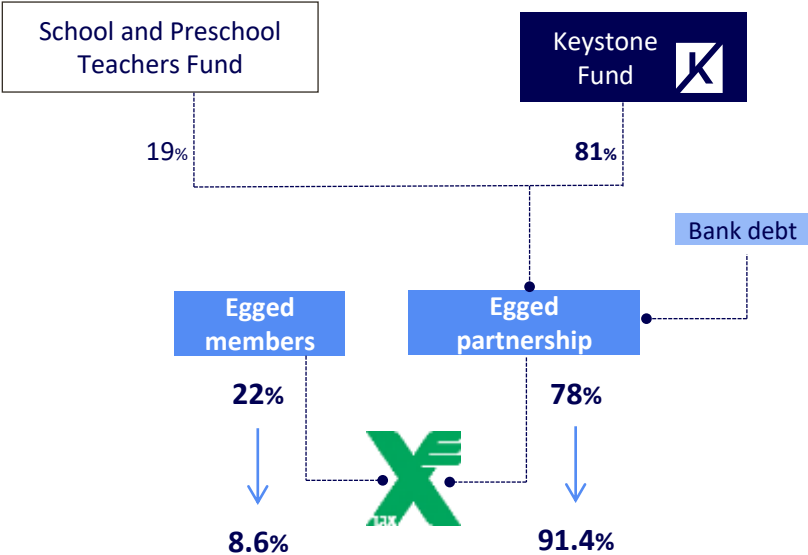 School and Preschool
Teachers Fund
Keystone
Fund
K
19%
81%
Bank debt
Egged
members
Egged
partnership
22%
78%
אגד
8.6%
91.4%